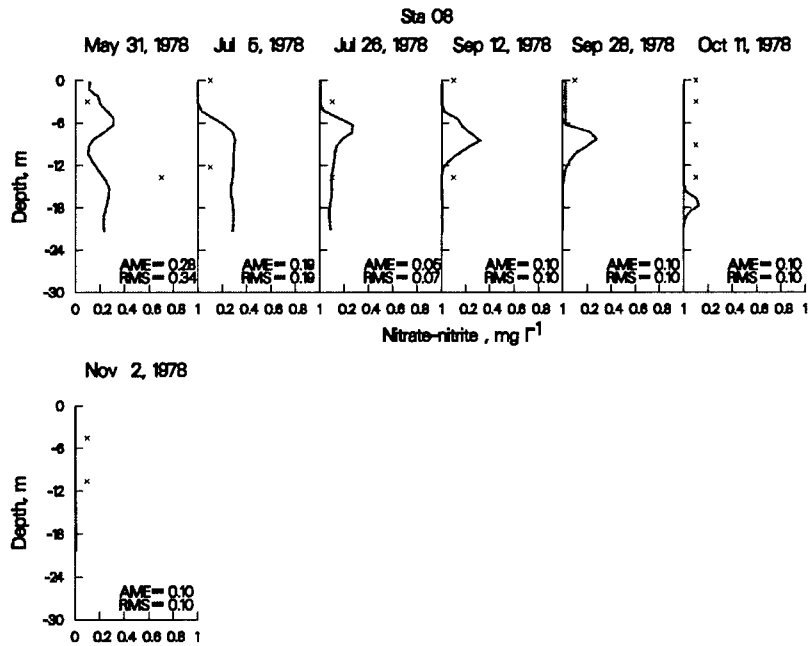 Sta 08
May 31, 1978 Jul 5, 1978 Jul 26, 1978 Sep 12, 1978 Sep 28, 1978 Oct 11, 1978
0
-6
-12
-18
-24
-30
Depth, m
AME= 0.28 AME= 0.19 AME= 0.05 AME= 0.10 AME= 0.10 AME= 0.10
RMS= 0.34 RMS= 0.19 RMS= 0.07 RMS= 0.10 RMS= 0.10 RMS= 0.10
0 0.2 0.4 0.6 0.8 1 0.2 0.4 0.6 0.8 1 0.2 0.4 0.6 0.8 1 0.2 0.4 0.6 0.8 1 0.2 0.4 0.6 0.8 1 0.2 0.4 0.6 0.8 1
Nitrate-nitrite , mg l⁻¹
Nov 2, 1978
0
-6
-12
-18
-24
-30
Depth, m
AME= 0.10
RMS= 0.10
0 0.2 0.4 0.6 0.8 1